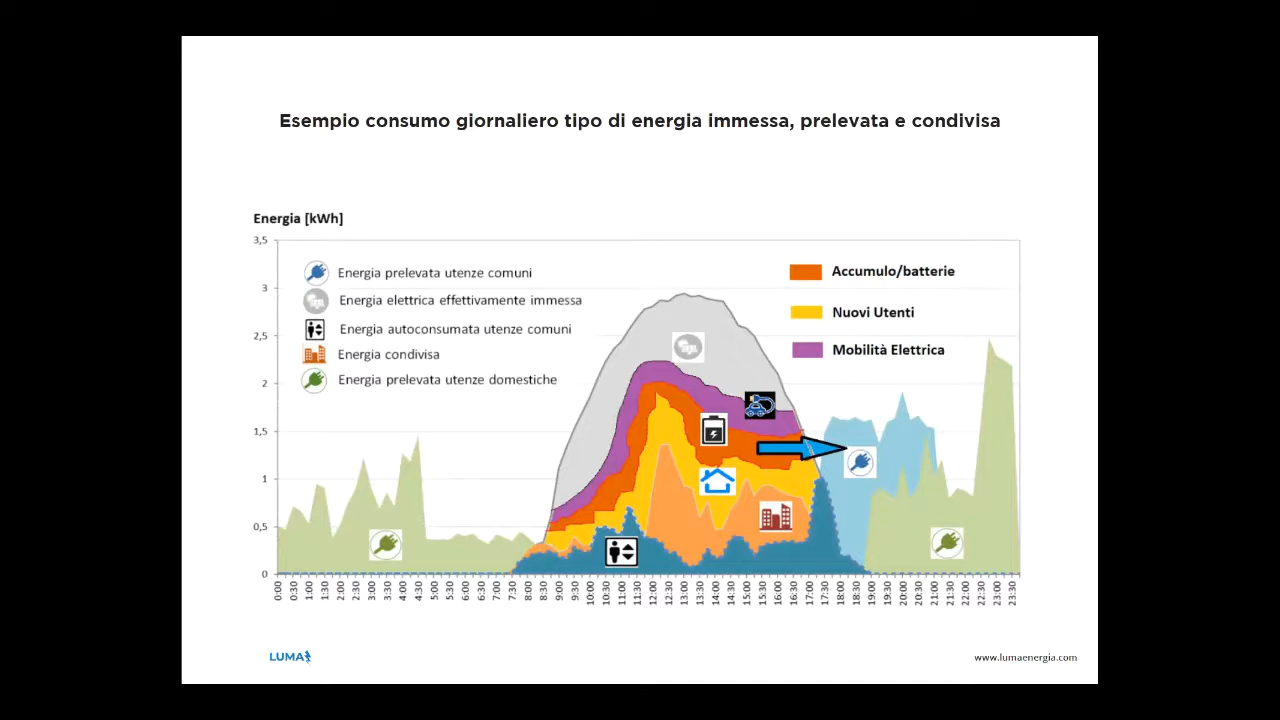 Esempio consumo giornaliero tipo di energia immessa, prelevata e condivisa
Energia [kWh]
3,5
3
2,5
2
1,5
1
0,5
0
Energia prelevata utenze comuni
Energia elettrica effettivamente immessa
Energia autoconsumata utenze comuni
Energia condivisa
Energia prelevata utenze domestiche
Accumulo/batterie
Nuovi Utenti
Mobilità Elettrica
0:00 0:30 1:00 1:30 2:00 2:30 3:00 3:30 4:00 4:30 5:00 5:30 6:00 6:30 7:00 7:30 8:00 8:30 9:00 9:30 10:00 10:30 11:00 11:30 12:00 12:30 13:00 13:30 14:00 14:30 15:00 15:30 16:00 16:30 17:00 17:30 18:00 18:30 19:00 19:30 20:00 20:30 21:00 21:30 22:00 22:30 23:00 23:30
LUMA
www.lumaenergia.com